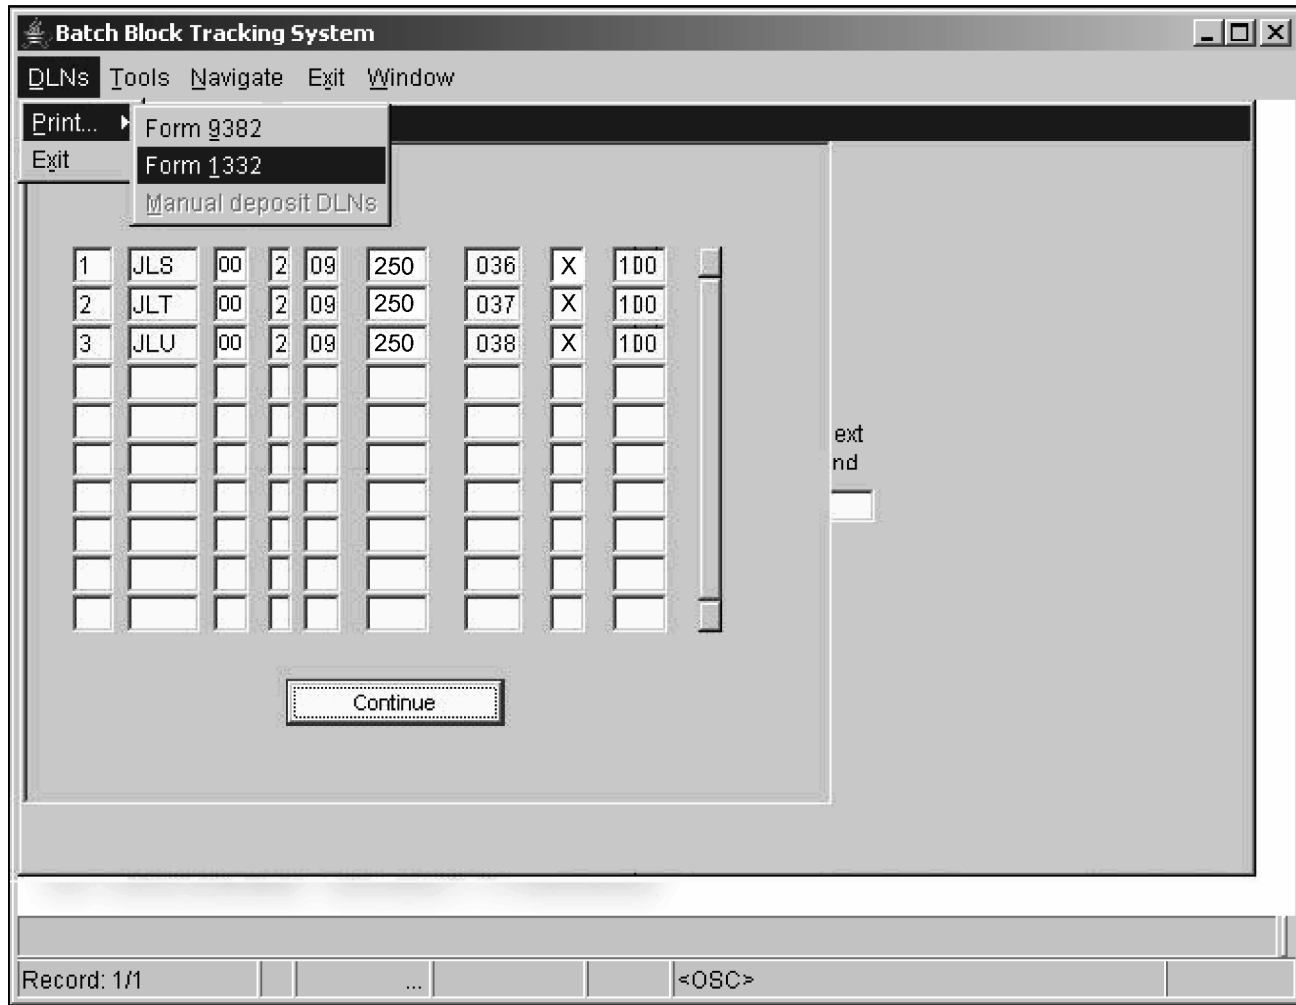 Batch Block Tracking System
DLNs Tools Navigate Exit Window
Print...
Exit
Form 9382
Form 1332
Manual deposit DLNs
1 JLS 00 2 09 250 036 X 100
2 JLT 00 2 09 250 037 X 100
3 JLU 00 2 09 250 038 X 100
ext
nd
Continue
Record: 1/1 ... <OSC>